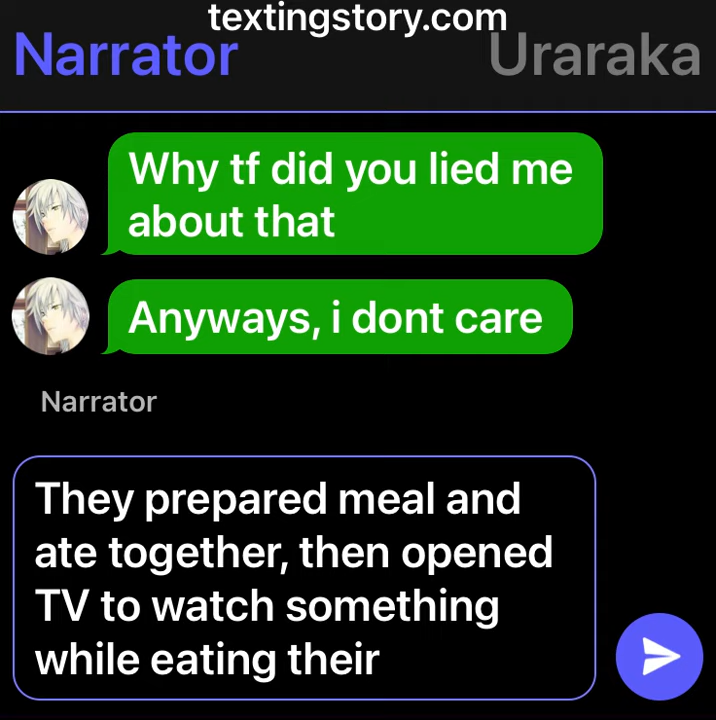 textingstory.com
Narrator
Uraraka
Why tf did you lied me
about that
Anyways, i dont care
Narrator
They prepared meal and
ate together, then opened
TV to watch something
while eating their